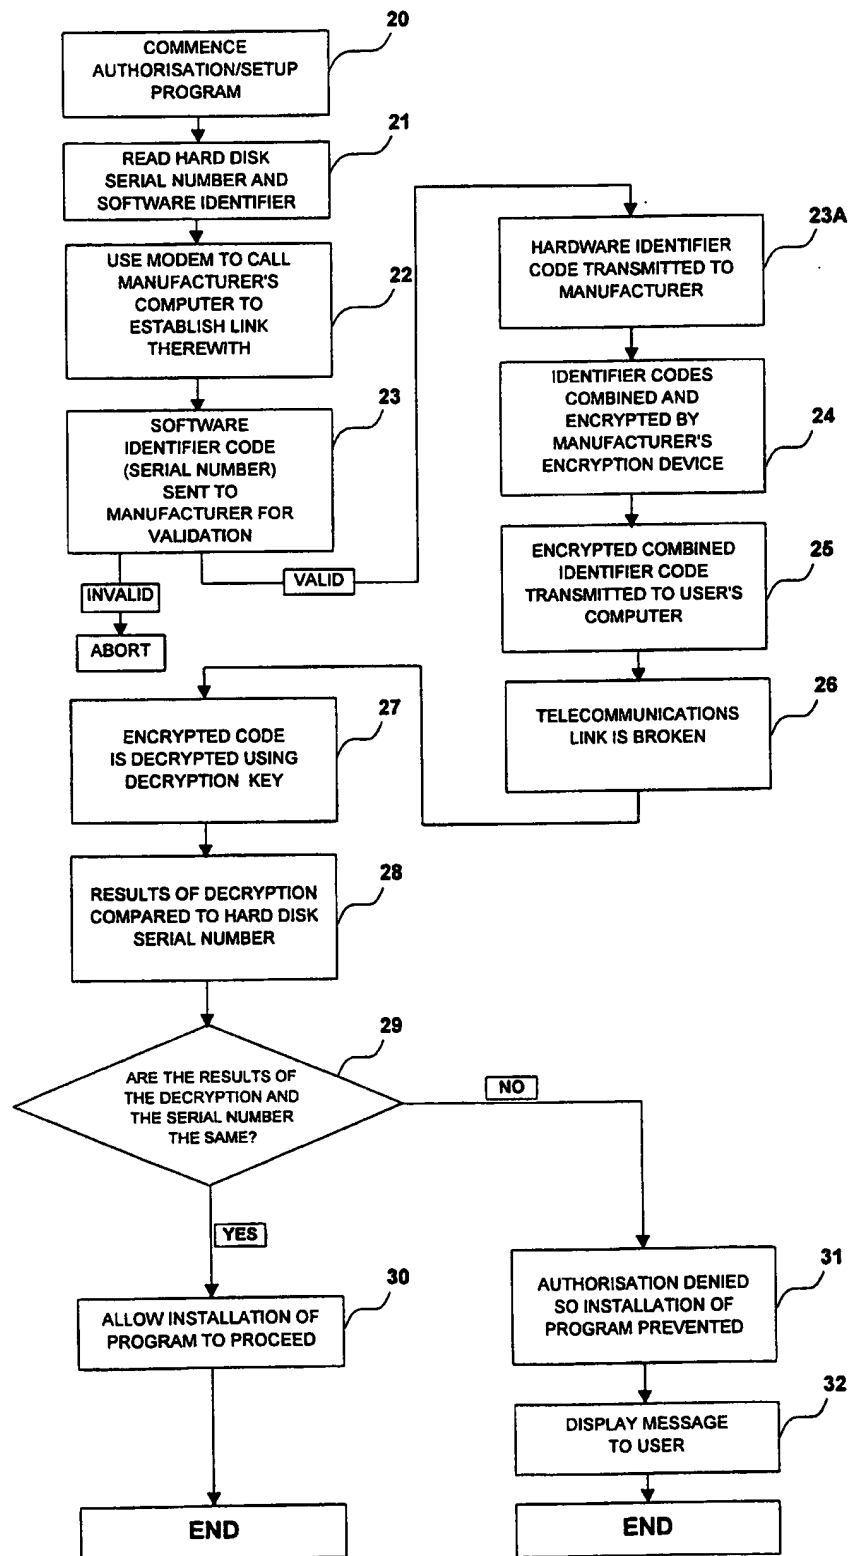 20
COMMENCE
AUTHORISATION/SETUP
PROGRAM
21
READ HARD DISK
SERIAL NUMBER AND
SOFTWARE IDENTIFIER
22
USE MODEM TO CALL
MANUFACTURER'S
COMPUTER TO
ESTABLISH LINK
THEREWITH
23
SOFTWARE
IDENTIFIER CODE
(SERIAL NUMBER)
SENT TO
MANUFACTURER FOR
VALIDATION
INVALID
VALID
ABORT
23A
HARDWARE IDENTIFIER
CODE TRANSMITTED TO
MANUFACTURER
IDENTIFIER CODES
COMBINED AND
ENCRYPTED BY
MANUFACTURER'S
ENCRYPTION DEVICE
24
ENCRYPTED COMBINED
IDENTIFIER CODE
TRANSMITTED TO USER'S
COMPUTER
25
26
TELECOMMUNICATIONS
LINK IS BROKEN
27
ENCRYPTED CODE
IS DECRYPTED USING
DECRYPTION KEY
28
RESULTS OF DECRYPTION
COMPARED TO HARD DISK
SERIAL NUMBER
29
ARE THE RESULTS OF
THE DECRYPTION AND
THE SERIAL NUMBER
THE SAME?
NO
YES
30
ALLOW INSTALLATION OF
PROGRAM TO PROCEED
END
31
AUTHORISATION DENIED
SO INSTALLATION OF
PROGRAM PREVENTED
32
DISPLAY MESSAGE
TO USER
END